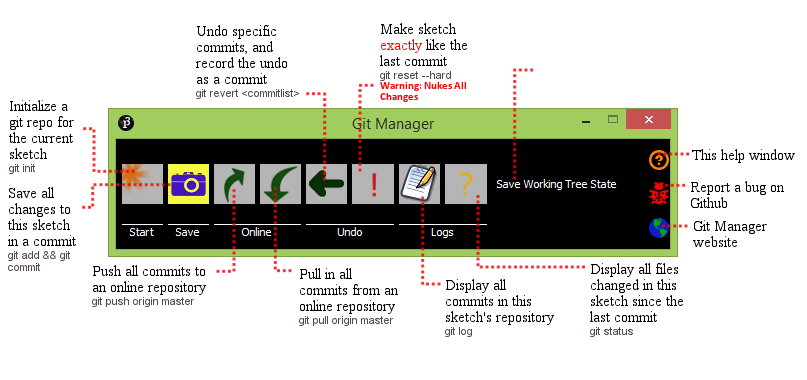 Undo specific
commits, and
record the undo
as a commit
git revert <commitlist>
Make sketch
exactly like the
last commit
git reset --hard
Warning: Nukes All
Changes
Initialize a
git repo for
the current
sketch
git init
Save all
changes to
this sketch
in a commit
git add && git
commit
Git Manager
Save Working Tree State
Start
Save
Online
Undo
Logs
This help window
Report a bug on
Github
Git Manager
website
Push all commits to
an online repository
git push origin master
Pull in all
commits from an
online repository
git pull origin master
Display all
commits in this
sketch's repository
git log
Display all files
changed in this
sketch since the
last commit
git status